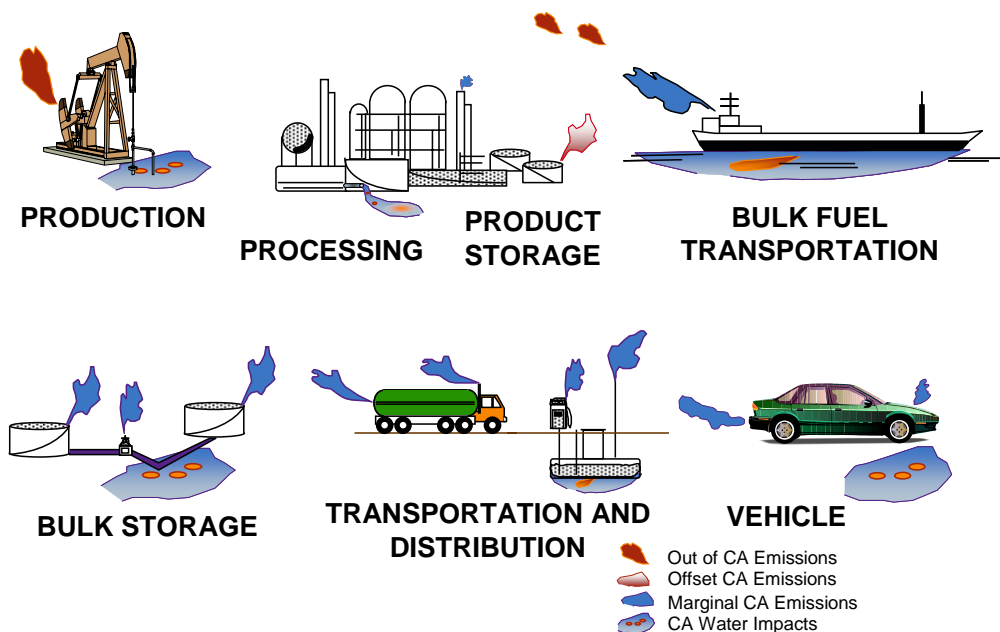 PRODUCTION
PROCESSING
PRODUCT
STORAGE
BULK FUEL
TRANSPORTATION
BULK STORAGE
TRANSPORTATION AND
DISTRIBUTION
VEHICLE
Out of CA Emissions
Offset CA Emissions
Marginal CA Emissions
CA Water Impacts